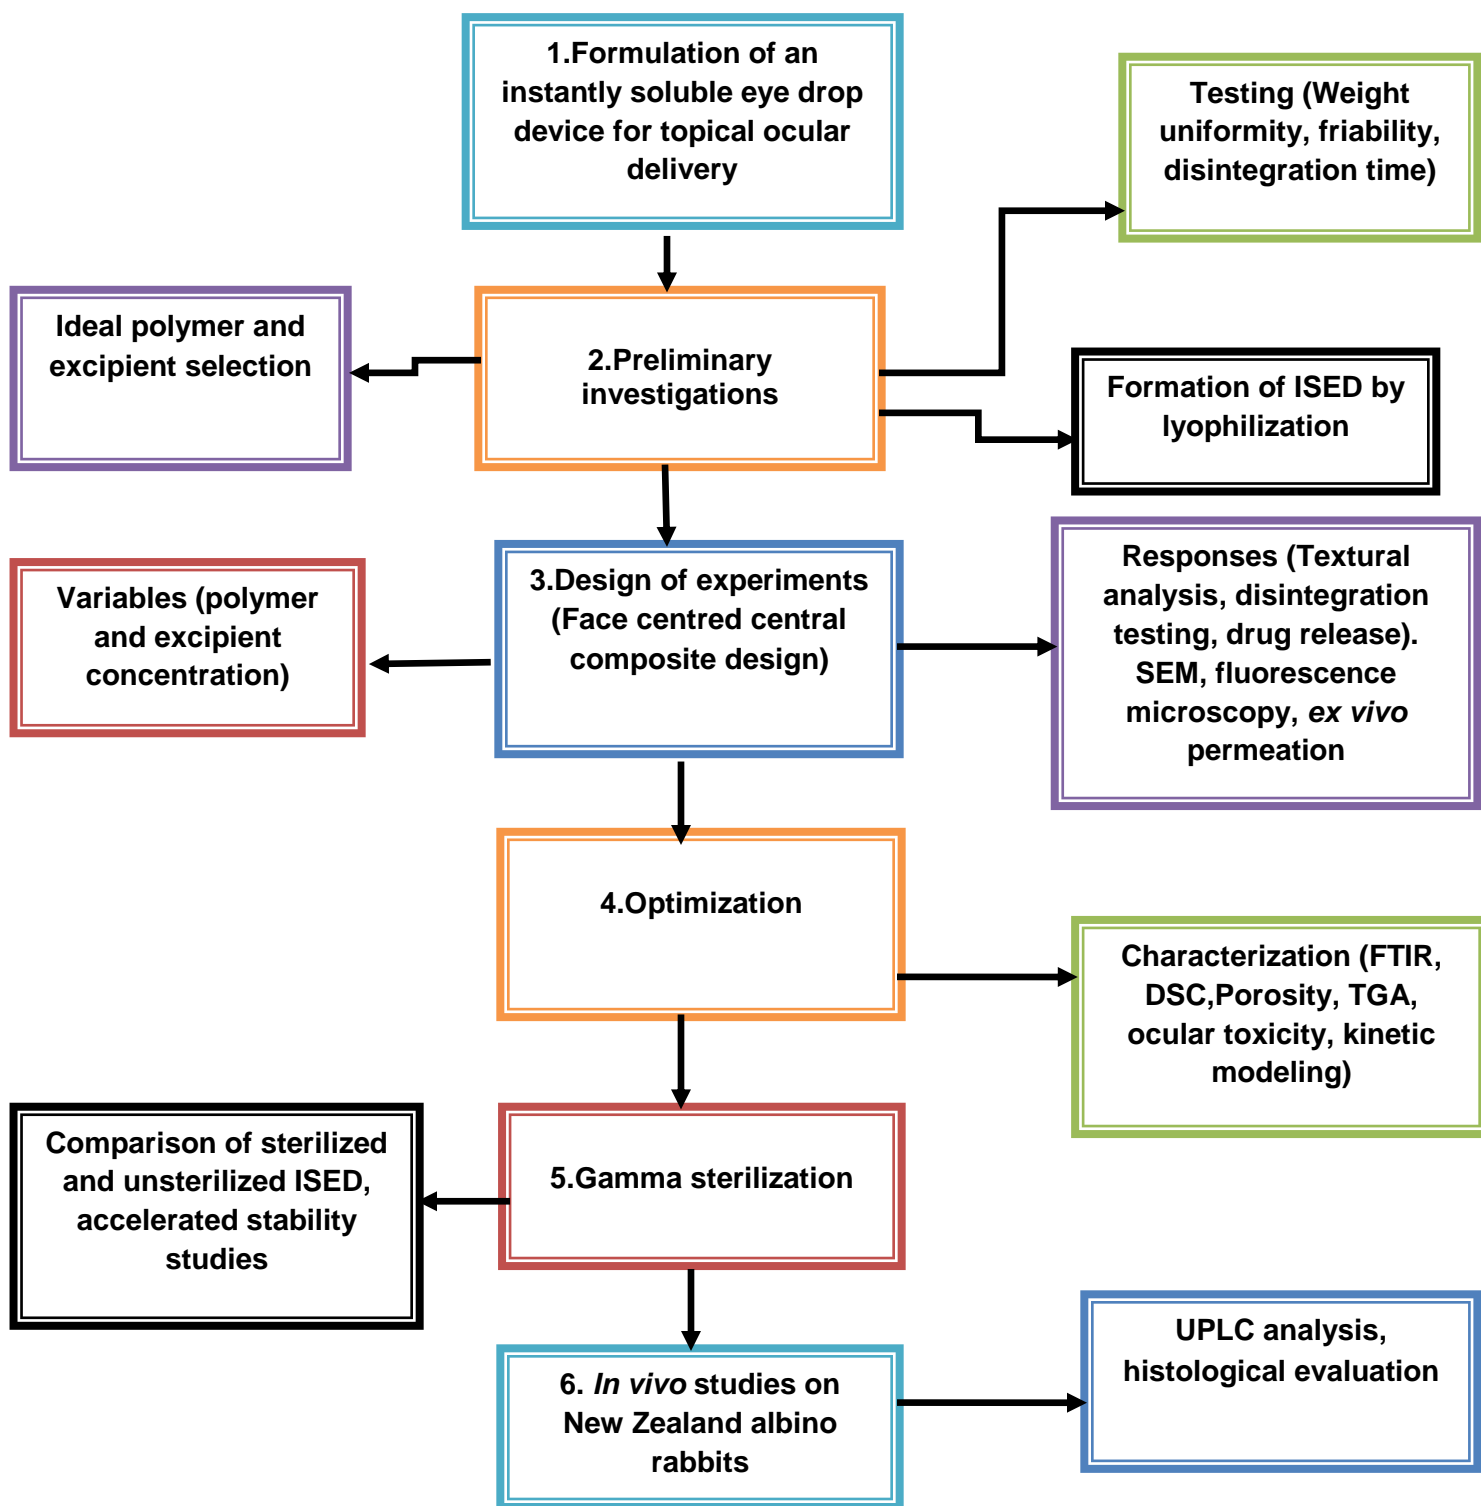 1.Formulation of an
instantly soluble eye drop
device for topical ocular
delivery
Testing (Weight
uniformity, friability,
disintegration time)
Ideal polymer and
excipient selection
2.Preliminary
investigations
Formation of ISED by
lyophilization
Variables (polymer
and excipient
concentration)
3.Design of experiments
(Face centred central
composite design)
Responses (Textural
analysis, disintegration
testing, drug release).
SEM, fluorescence
microscopy, ex vivo
permeation
4.Optimization
Characterization (FTIR,
DSC,Porosity, TGA,
ocular toxicity, kinetic
modeling)
Comparison of sterilized
and unsterilized ISED,
accelerated stability
studies
5.Gamma sterilization
6. In vivo studies on
New Zealand albino
rabbits
UPLC analysis,
histological evaluation